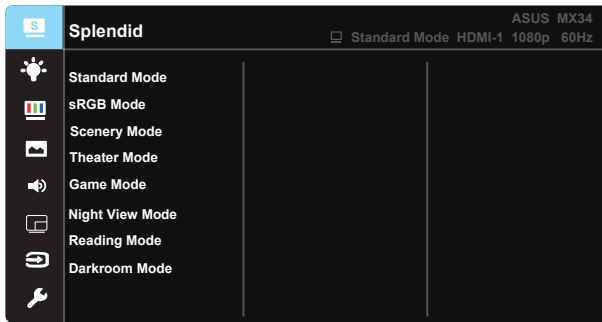 S
Splendid
ASUS MX34
Standard Mode HDMI-1 1080p 60Hz
Standard Mode
sRGB Mode
Scenery Mode
Theater Mode
Game Mode
Night View Mode
Reading Mode
Darkroom Mode